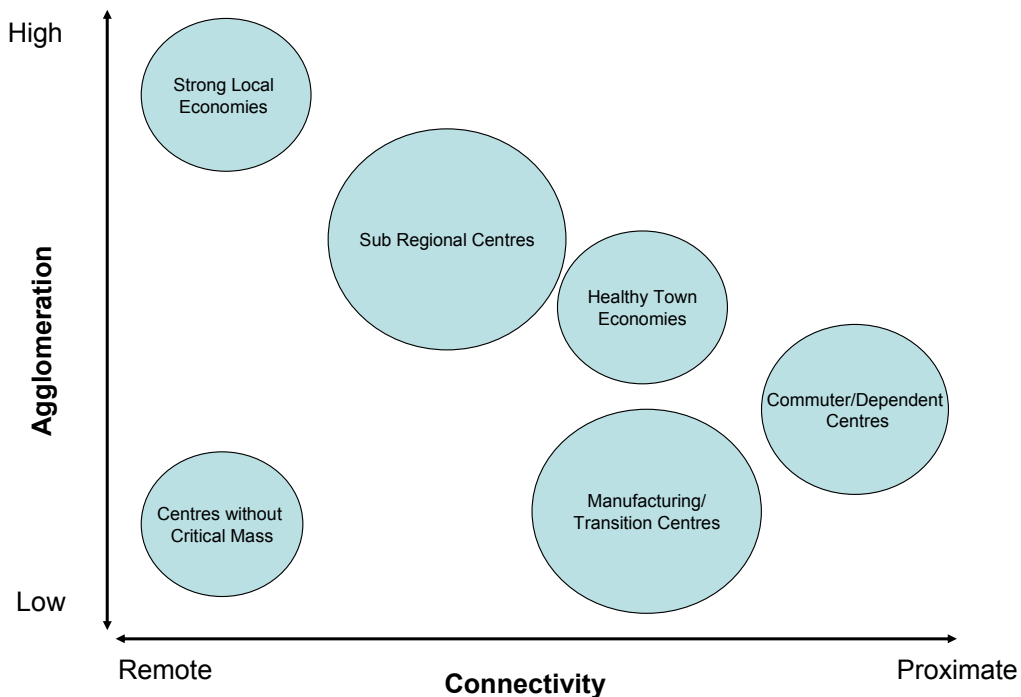 High
Strong Local
Economies
Sub Regional Centres
Healthy Town
Economies
Agglomeration
Commuter/Dependent
Centres
Manufacturing/
Transition Centres
Centres without
Critical Mass
Low
Remote
Connectivity
Proximate